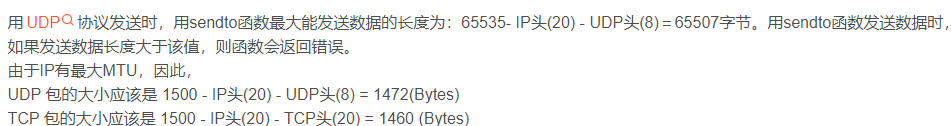 用 UDP 协议发送时，用sendto函数最大能发送数据的长度为：65535- IP头(20) - UDP头(8)＝65507字节。用sendto函数发送数据时，
如果发送数据长度大于该值，则函数会返回错误。
由于IP有最大MTU，因此，
UDP 包的大小应该是 1500 - IP头(20) - UDP头(8) = 1472(Bytes)
TCP 包的大小应该是 1500 - IP头(20) - TCP头(20) = 1460 (Bytes)